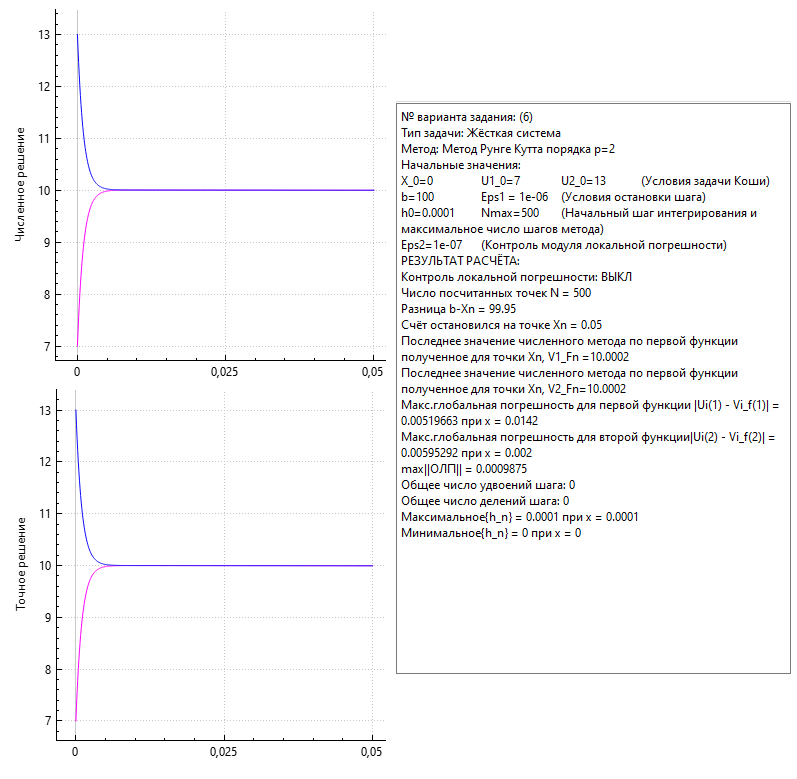 13
12
11
10
9
8
7
Численное решение
0
0,025
0,05
13
12
11
10
9
8
7
Точное решение
0
0,025
0,05
№ варианта задания: (6)
Тип задачи: Жёсткая система
Метод: Метод Рунге Кутта порядка p=2
Начальные значения:
X_0=0 U1_0=7 U2_0=13 (Условия задачи Коши)
b=100 Eps1 = 1e-06 (Условия остановки шага)
h0=0.0001 Nmax=500 (Начальный шаг интегрирования и
максимальное число шагов метода)
Eps2=1e-07 (Контроль модуля локальной погрешности)
РЕЗУЛЬТАТ РАСЧЁТА:
Контроль локальной погрешности: ВЫКЛ
Число посчитанных точек N = 500
Разница b-Xn = 99.95
Счёт остановился на точке Xn = 0.05
Последнее значение численного метода по первой функции
полученное для точки Xn, V1_Fn =10.0002
Последнее значение численного метода по первой функции
полученное для точки Xn, V2_Fn=10.0002
Макс.глобальная погрешность для первой функции |Ui(1) - Vi_f(1)| =
0.00519663 при x = 0.0142
Макс.глобальная погрешность для второй функции|Ui(2) - Vi_f(2)| =
0.00595292 при x = 0.002
max||ОЛП|| = 0.0009875
Общее число удвоений шага: 0
Общее число делений шага: 0
Максимальное{h_n} = 0.0001 при x = 0.0001
Минимальное{h_n} = 0 при x = 0